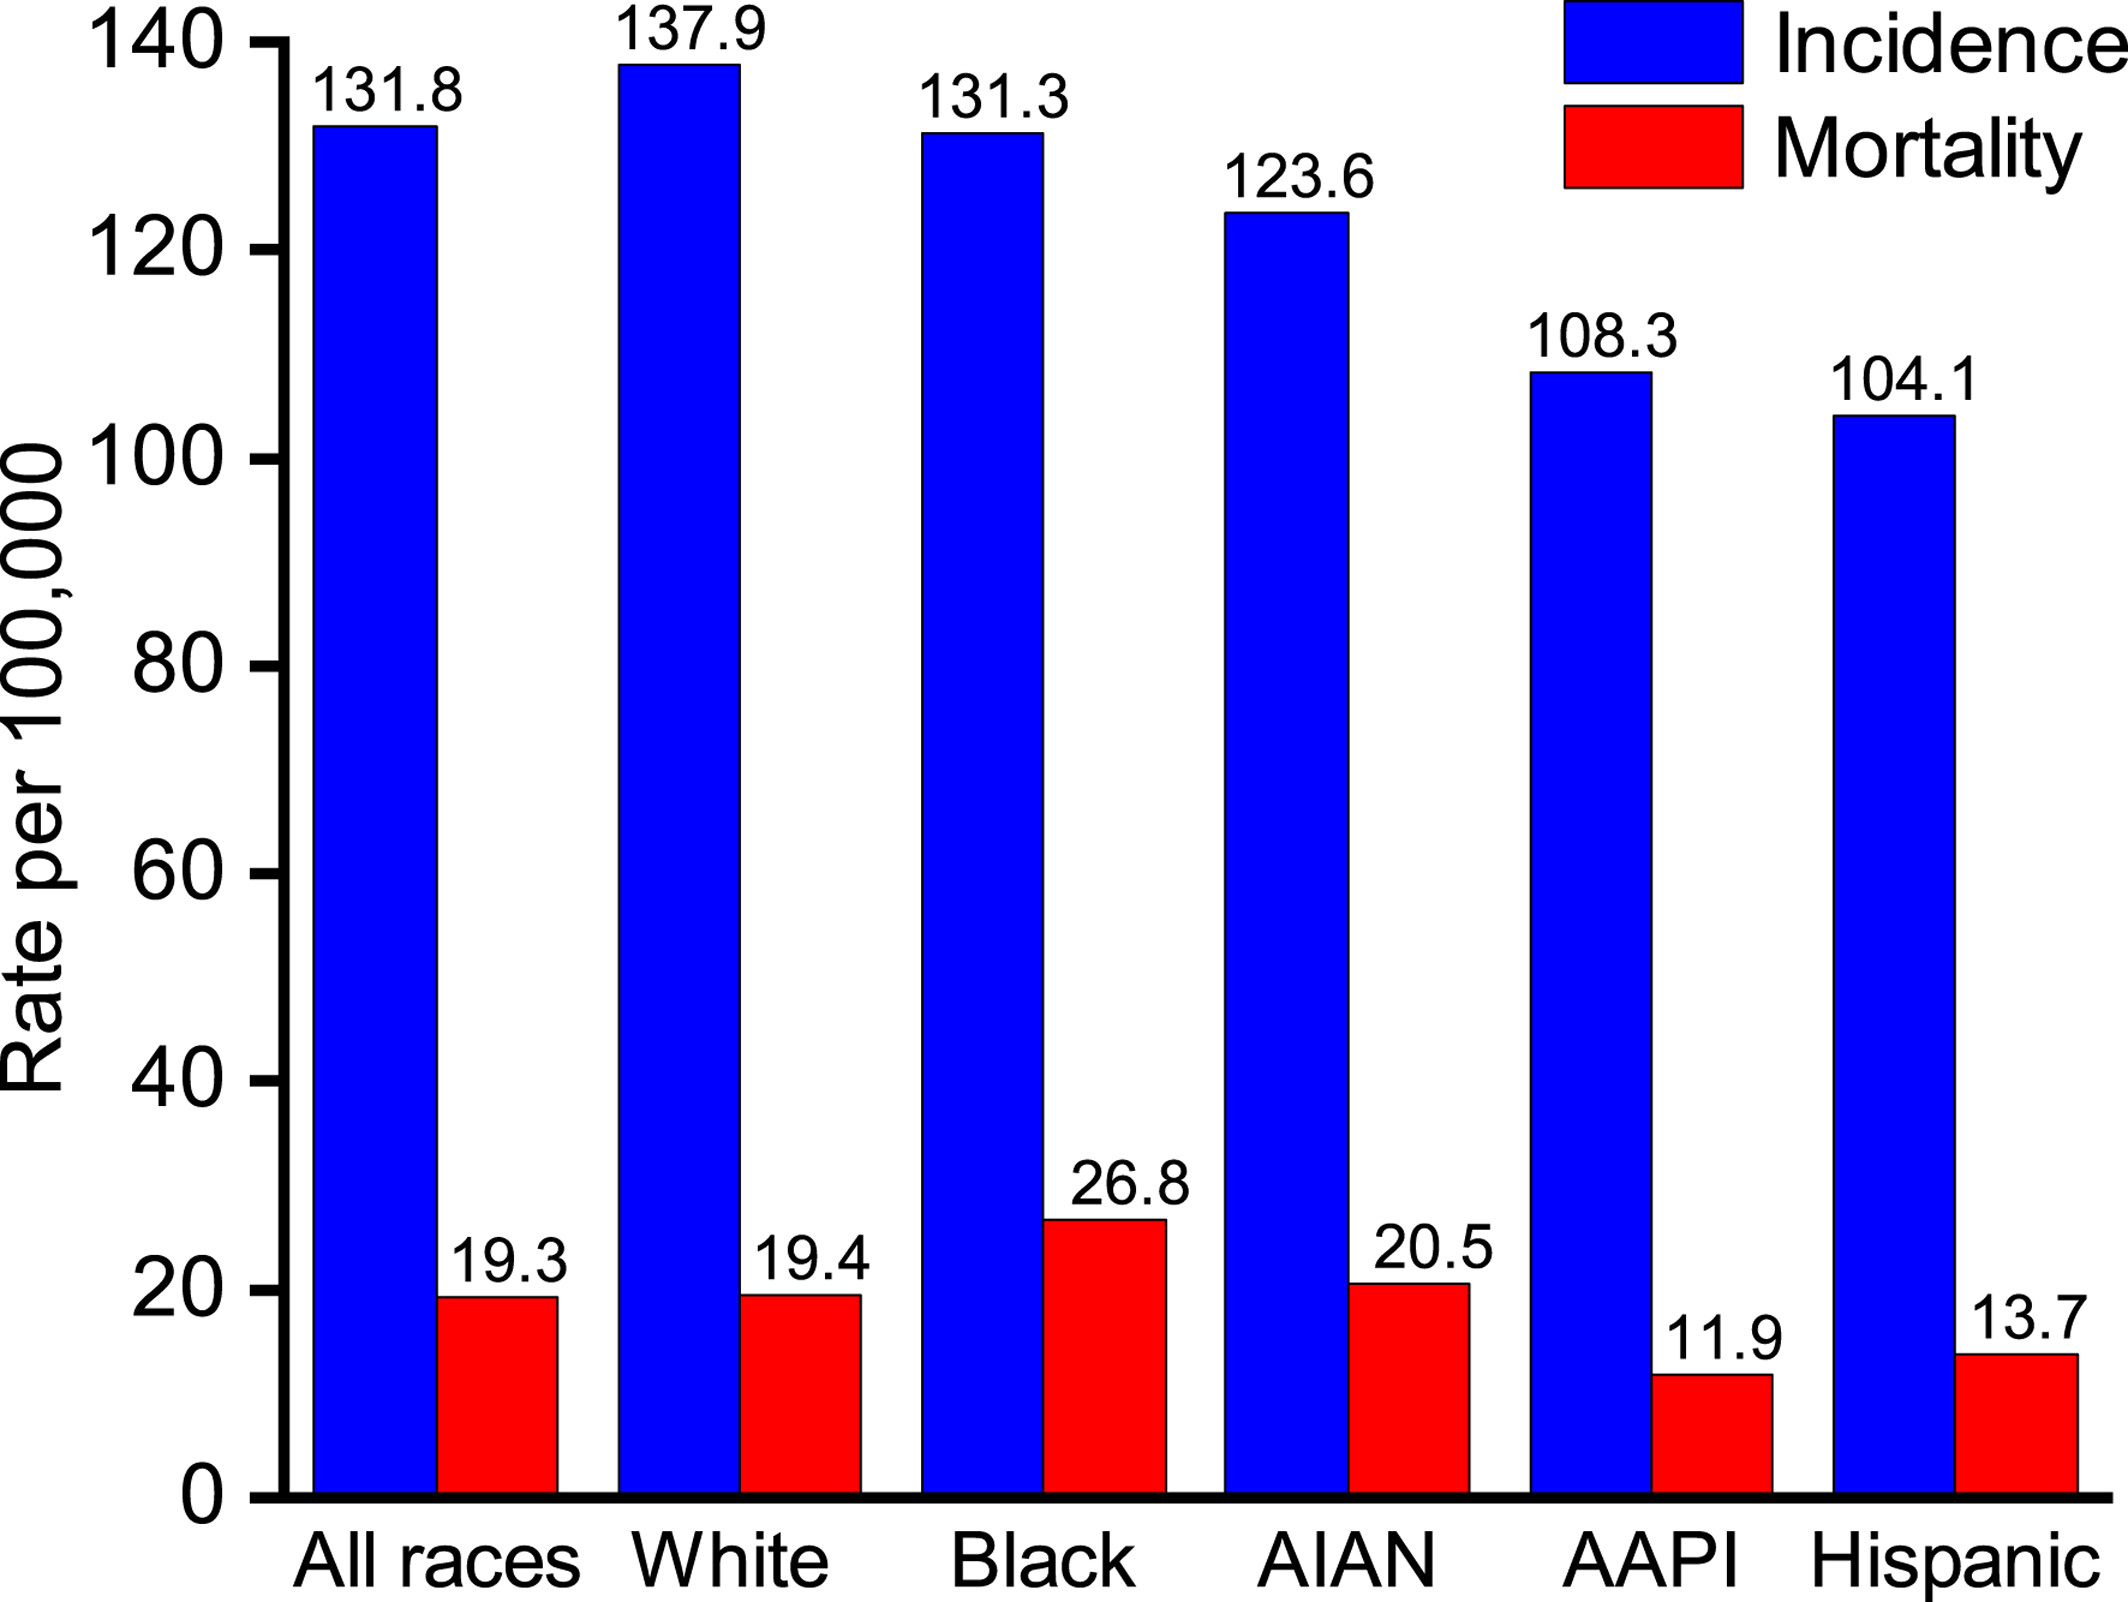 Incidence
Mortality
Rate per 100,000
140
120
100
80
60
40
20
0
131.8
19.3
137.9
19.4
131.3
26.8
123.6
20.5
108.3
11.9
104.1
13.7
All races
White
Black
AIAN
AAPI
Hispanic